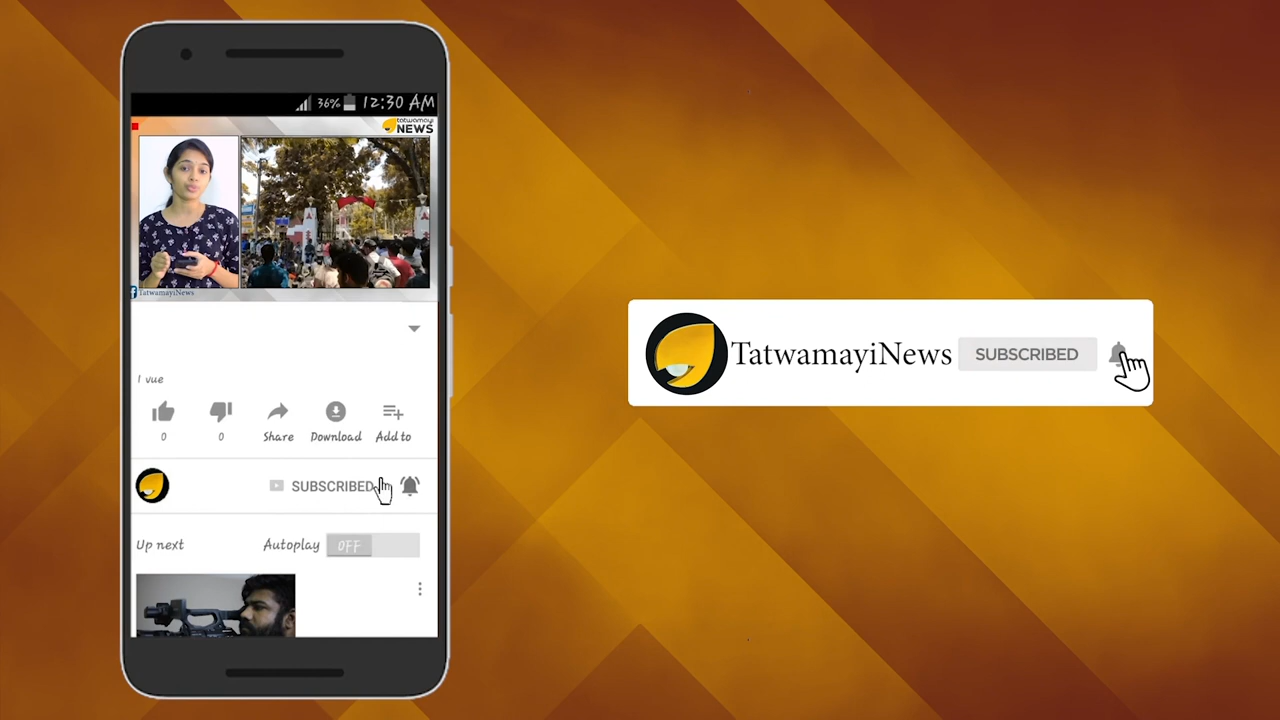 36%
12:30 AM
tatwamayi
NEWS
TatwamayiNews
1 vue
0
0
Share
Download
Add to
SUBSCRIBED
Up next
Autoplay
OFF
TatwamayiNews
SUBSCRIBED